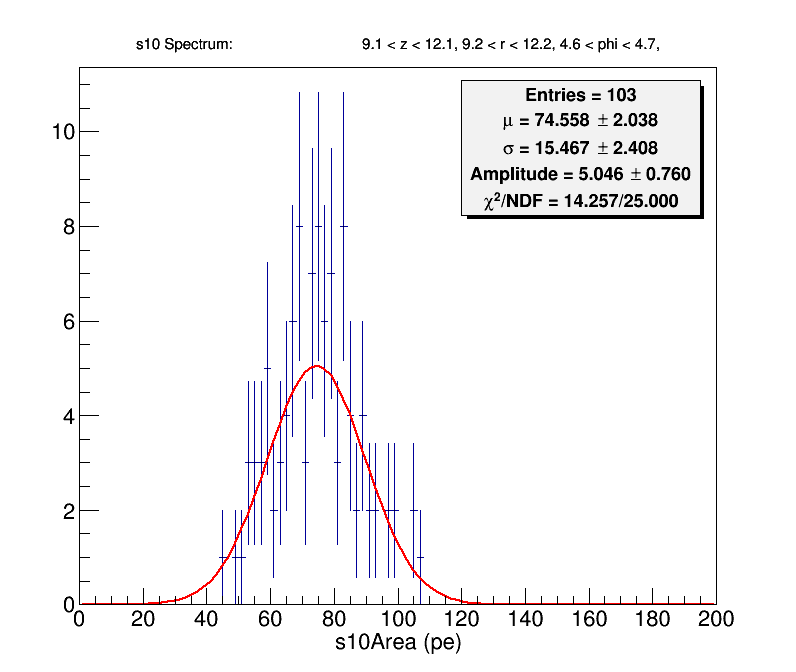 s10 Spectrum: 9.1 < z < 12.1, 9.2 < r < 12.2, 4.6 < phi < 4.7,
Entries = 103
μ = 74.558 ± 2.038
σ = 15.467 ± 2.408
Amplitude = 5.046 ± 0.760
χ²/NDF = 14.257/25.000
10
8
6
4
2
0
0 20 40 60 80 100 120 140 160 180 200
s10Area (pe)